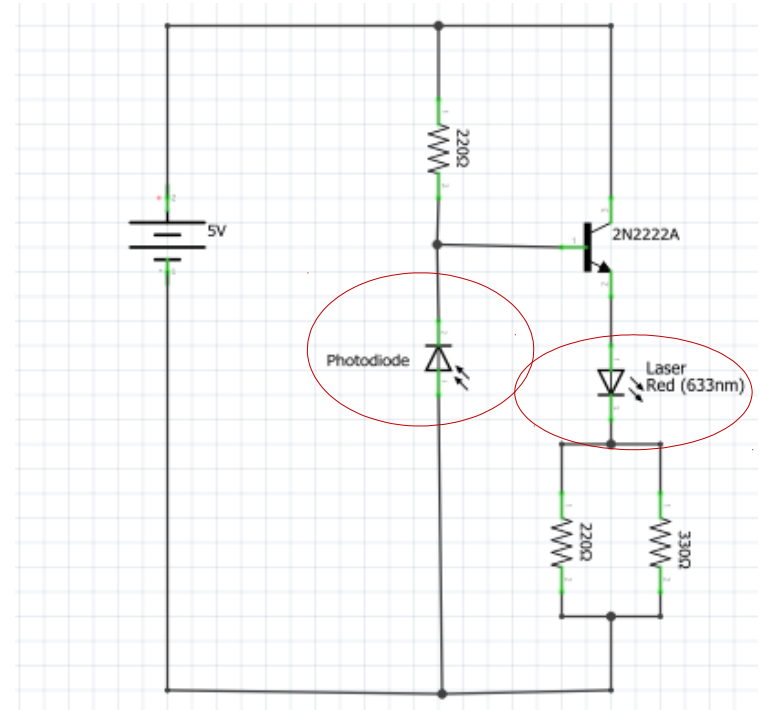 220Ω
5V
2N2222A
Photodiode
Laser
Red (633nm)
220Ω
330Ω